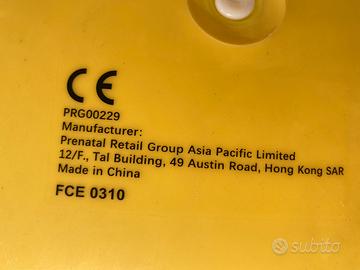 CE
PRG00229
Manufacturer:
Prenatal Retail Group Asia Pacific Limited
12/F., Tal Building, 49 Austin Road, Hong Kong SAR
Made in China
FCE 0310
subito